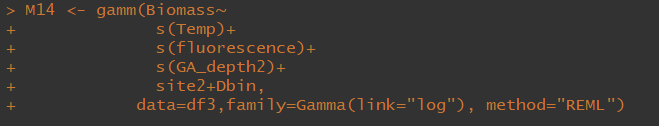 > M14 <- gamm(Biomass~
+ s(Temp)+
+ s(fluorescence)+
+ s(GA_depth2)+
+ site2+Dbin,
+ data=df3,family=Gamma(link="log"), method="REML")